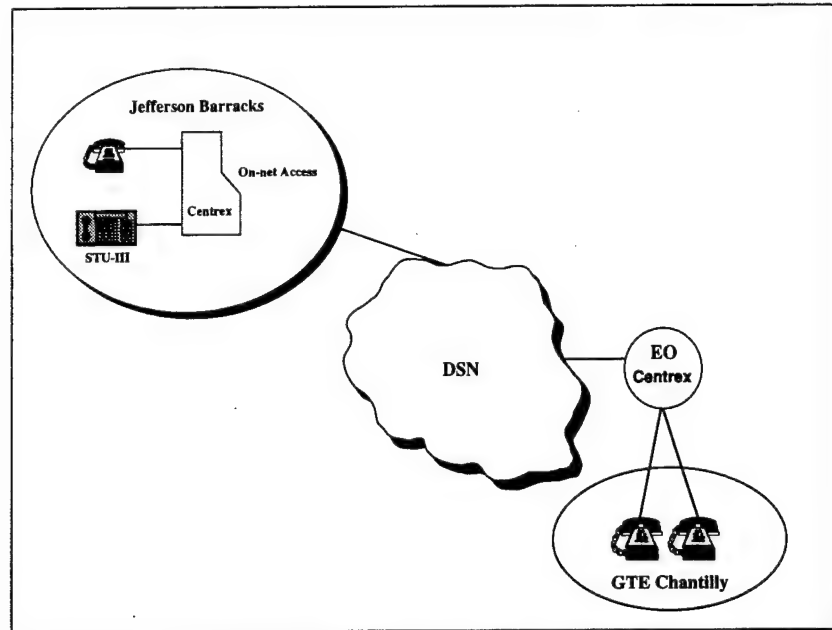 Jefferson Barracks
On-net Access
Centrex
STU-III
DSN
EO
Centrex
GTE Chantilly